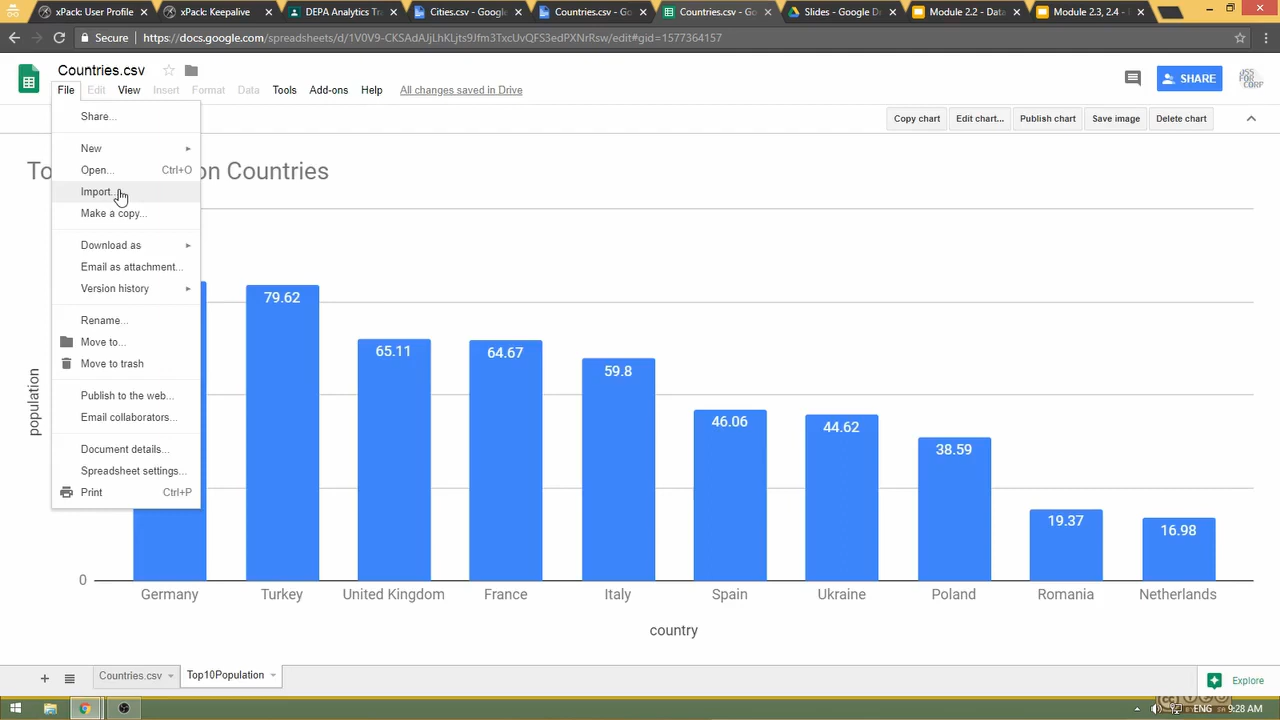 xPack User Profile
xPack Keepalive
DEPA Analytics Tr
Countries.csv - Google
Countries.csv - Go
Countries.csv - Go
Slides - Google D
Module 2.2 - Data
Module 2.3, 2.4 -
Secure https://docs.google.com/spreadsheets/d/1V0V9-CKSAdAJjLhKLjts9Jfm3TxcUvQFS3edPXNrRsw/edit#gid=1577364157
Countries.csv
File Edit View Insert Format Data Tools Add-ons Help All changes saved in Drive
SHARE
Copy chart Edit chart... Publish chart Save image Delete chart
Share...
New
Open... Ctrl+O
Import...
Make a copy...
Download as
Email as attachment...
Version history
Rename...
Move to...
Move to trash
Publish to the web...
Email collaborators...
Document details...
Spreadsheet settings...
Print Ctrl+P
To on Countries
79.62
65.11
64.67
59.8
46.06
44.62
38.59
19.37
16.98
population
0
Germany Turkey United Kingdom France Italy Spain Ukraine Poland Romania Netherlands
country
Countries.csv Top10Population
Explore
ENG 9:28 AM